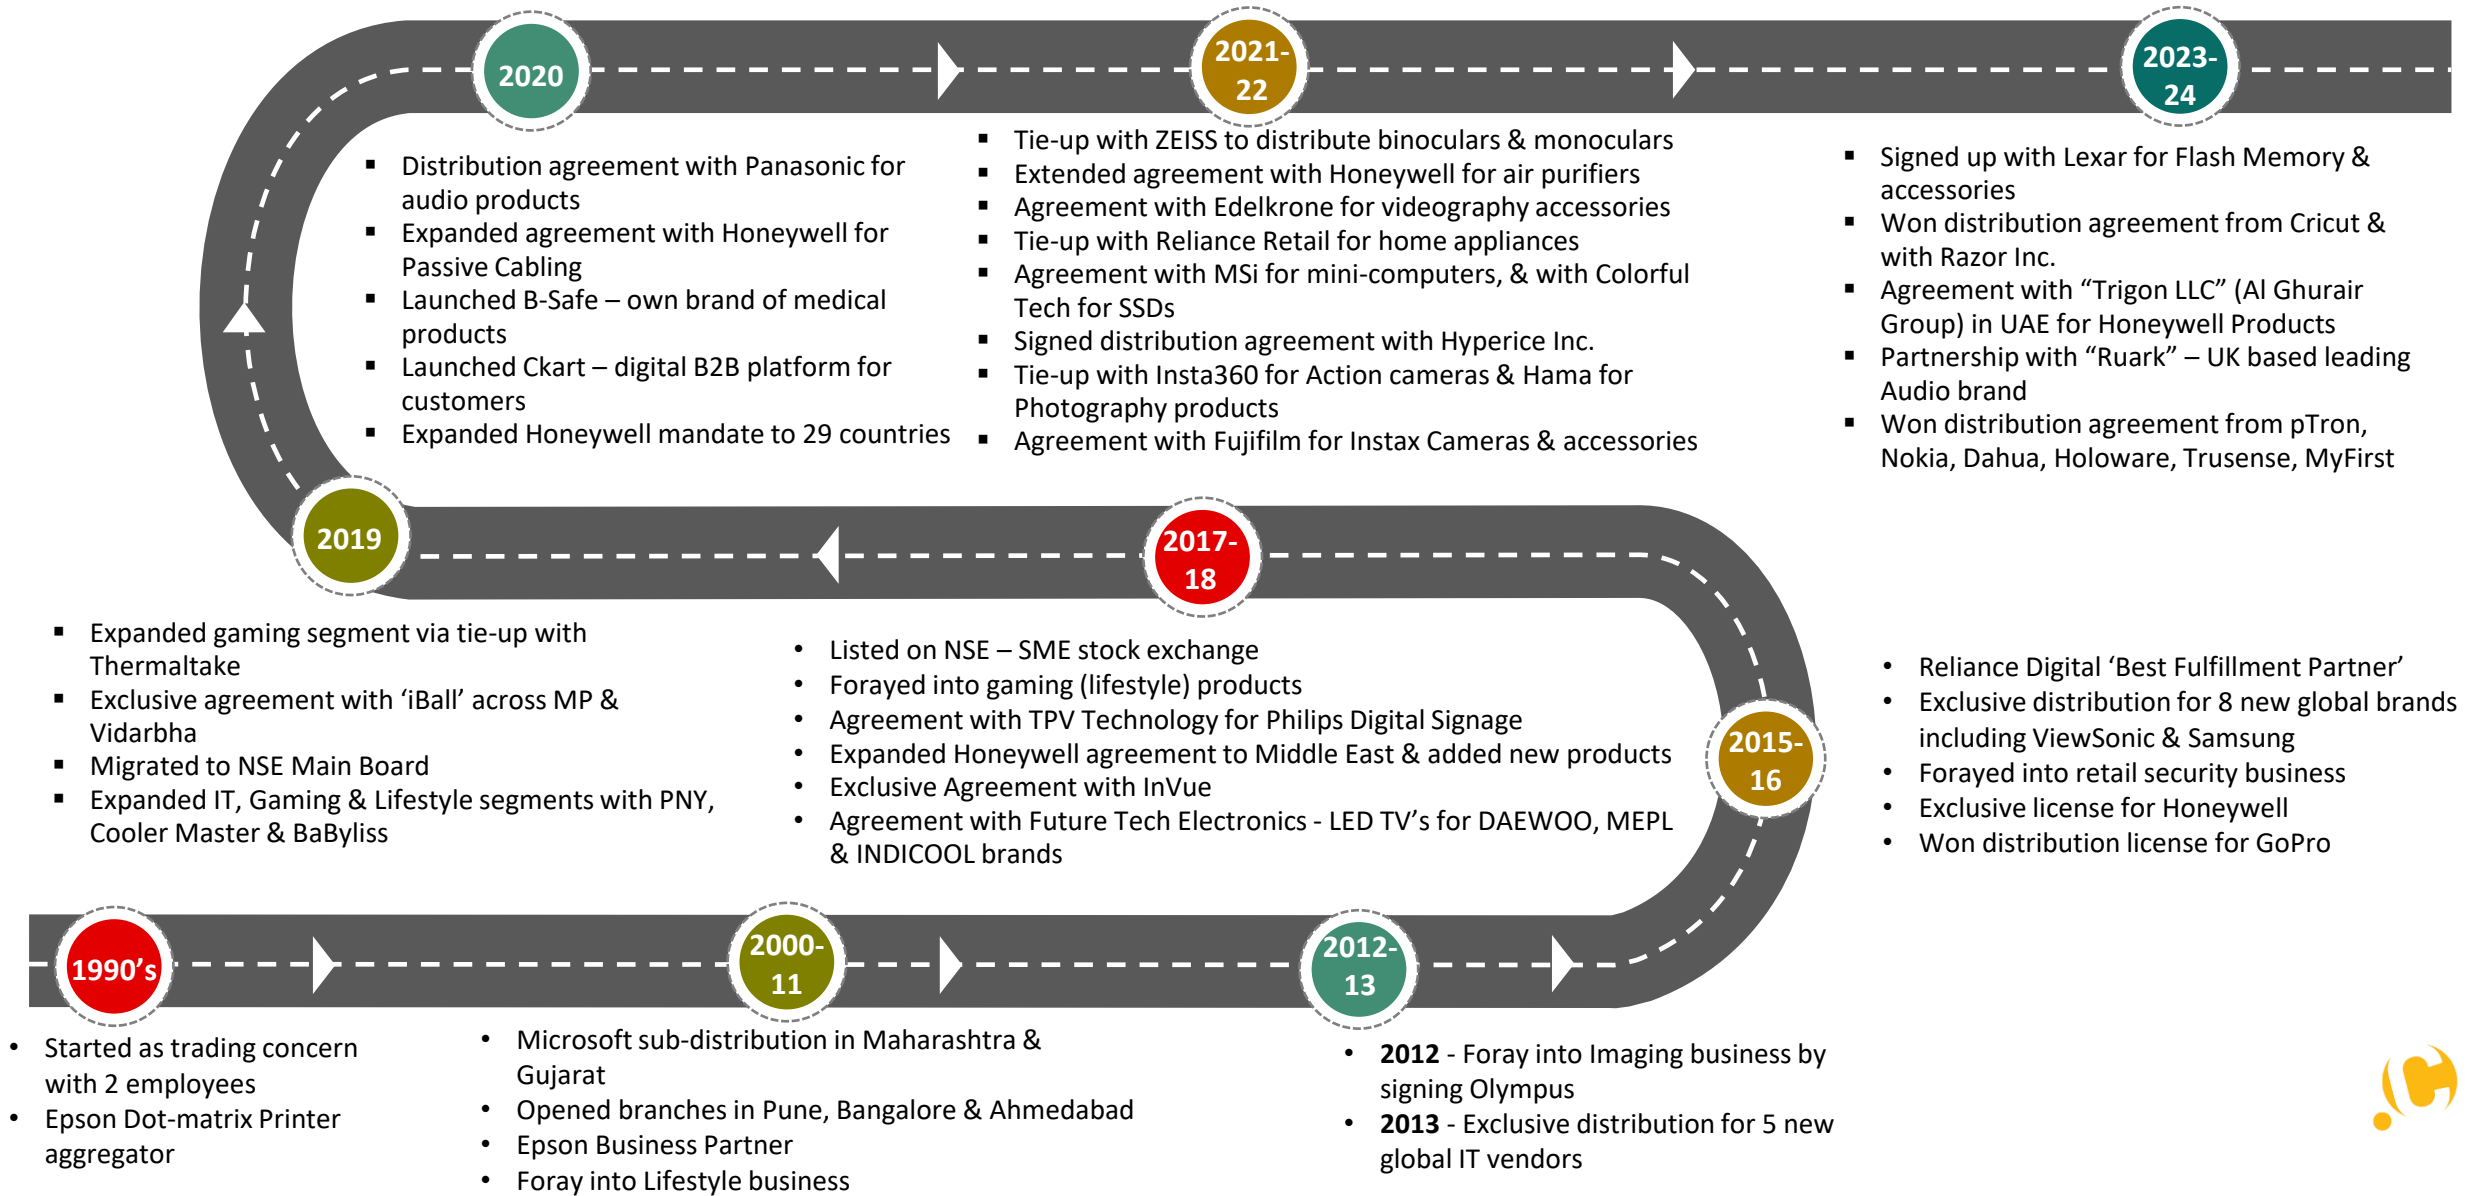 2020
2021-
22
2023-
24
▪ Distribution agreement with Panasonic for
audio products
▪ Expanded agreement with Honeywell for
Passive Cabling
▪ Launched B-Safe – own brand of medical
products
▪ Launched Ckart – digital B2B platform for
customers
▪ Expanded Honeywell mandate to 29 countries
▪ Tie-up with ZEISS to distribute binoculars & monoculars
▪ Extended agreement with Honeywell for air purifiers
▪ Agreement with Edelkrone for videography accessories
▪ Tie-up with Reliance Retail for home appliances
▪ Agreement with MSi for mini-computers, & with Colorful
Tech for SSDs
▪ Signed distribution agreement with Hyperice Inc.
▪ Tie-up with Insta360 for Action cameras & Hama for
Photography products
▪ Agreement with Fujifilm for Instax Cameras & accessories
▪ Signed up with Lexar for Flash Memory &
accessories
▪ Won distribution agreement from Cricut &
with Razor Inc.
▪ Agreement with “Trigon LLC” (Al Ghurair
Group) in UAE for Honeywell Products
▪ Partnership with “Ruark” – UK based leading
Audio brand
▪ Won distribution agreement from pTron,
Nokia, Dahua, Holoware, Trusense, MyFirst
2019
2017-
18
2015-
16
▪ Expanded gaming segment via tie-up with
Thermaltake
▪ Exclusive agreement with ‘iBall’ across MP &
Vidarbha
▪ Migrated to NSE Main Board
▪ Expanded IT, Gaming & Lifestyle segments with PNY,
Cooler Master & BaByliss
• Listed on NSE – SME stock exchange
• Forayed into gaming (lifestyle) products
• Agreement with TPV Technology for Philips Digital Signage
• Expanded Honeywell agreement to Middle East & added new products
• Exclusive Agreement with InVue
• Agreement with Future Tech Electronics - LED TV’s for DAEWOO, MEPL
& INDICOOL brands
• Reliance Digital ‘Best Fulfillment Partner’
• Exclusive distribution for 8 new global brands
including ViewSonic & Samsung
• Forayed into retail security business
• Exclusive license for Honeywell
• Won distribution license for GoPro
1990’s
2000-
11
2012-
13
• Started as trading concern
with 2 employees
• Epson Dot-matrix Printer
aggregator
• Microsoft sub-distribution in Maharashtra &
Gujarat
• Opened branches in Pune, Bangalore & Ahmedabad
• Epson Business Partner
• Foray into Lifestyle business
• 2012 - Foray into Imaging business by
signing Olympus
• 2013 - Exclusive distribution for 5 new
global IT vendors